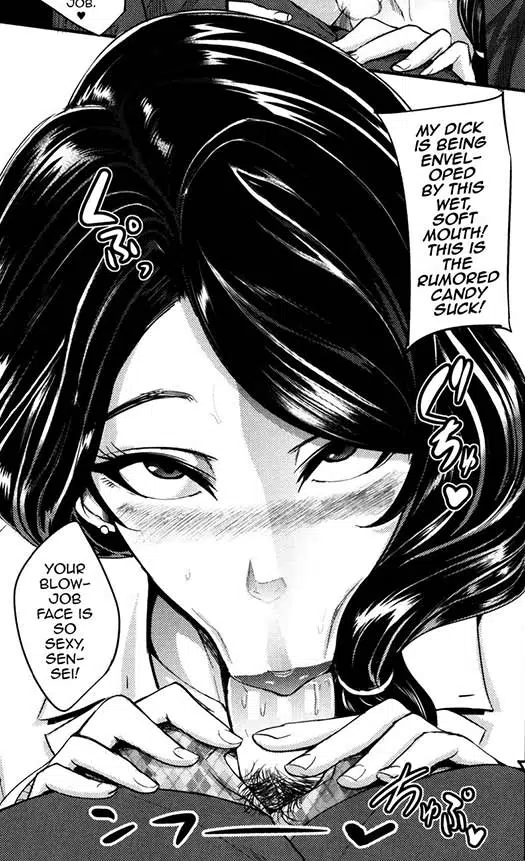 JOB.
♥
MY DICK
IS BEING
ENVEL-
OPED
BY THIS
WET,
SOFT
MOUTH!
THIS IS
THE
RUMORED
CANDY
SUCK!
くぷっ
ぐちゅ♡
YOUR
BLOW-
JOB
FACE IS
SO
SEXY,
SEN-
SEI!
ちゅぷ♡
ンフーー♥